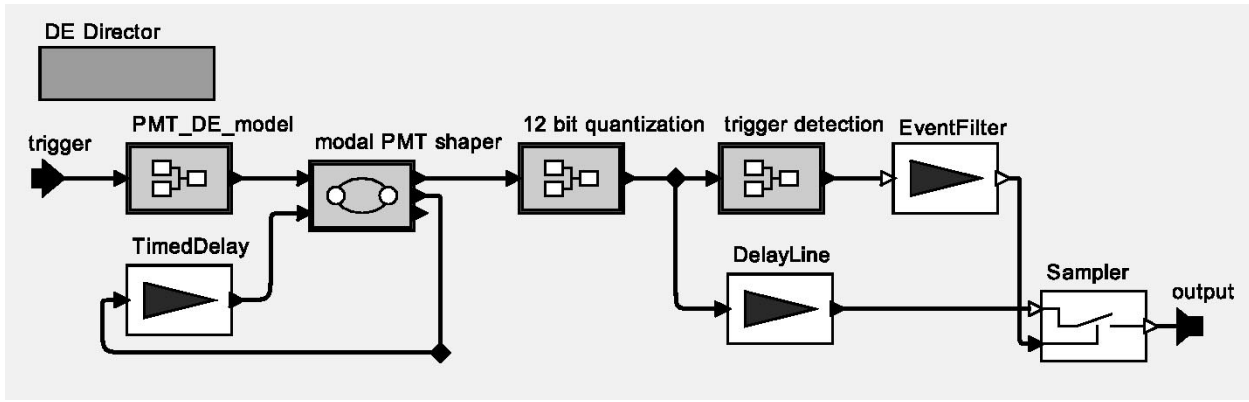 DE Director
PMT_DE_model
trigger
modal PMT shaper
12 bit quantization
trigger detection
EventFilter
TimedDelay
DelayLine
Sampler
output